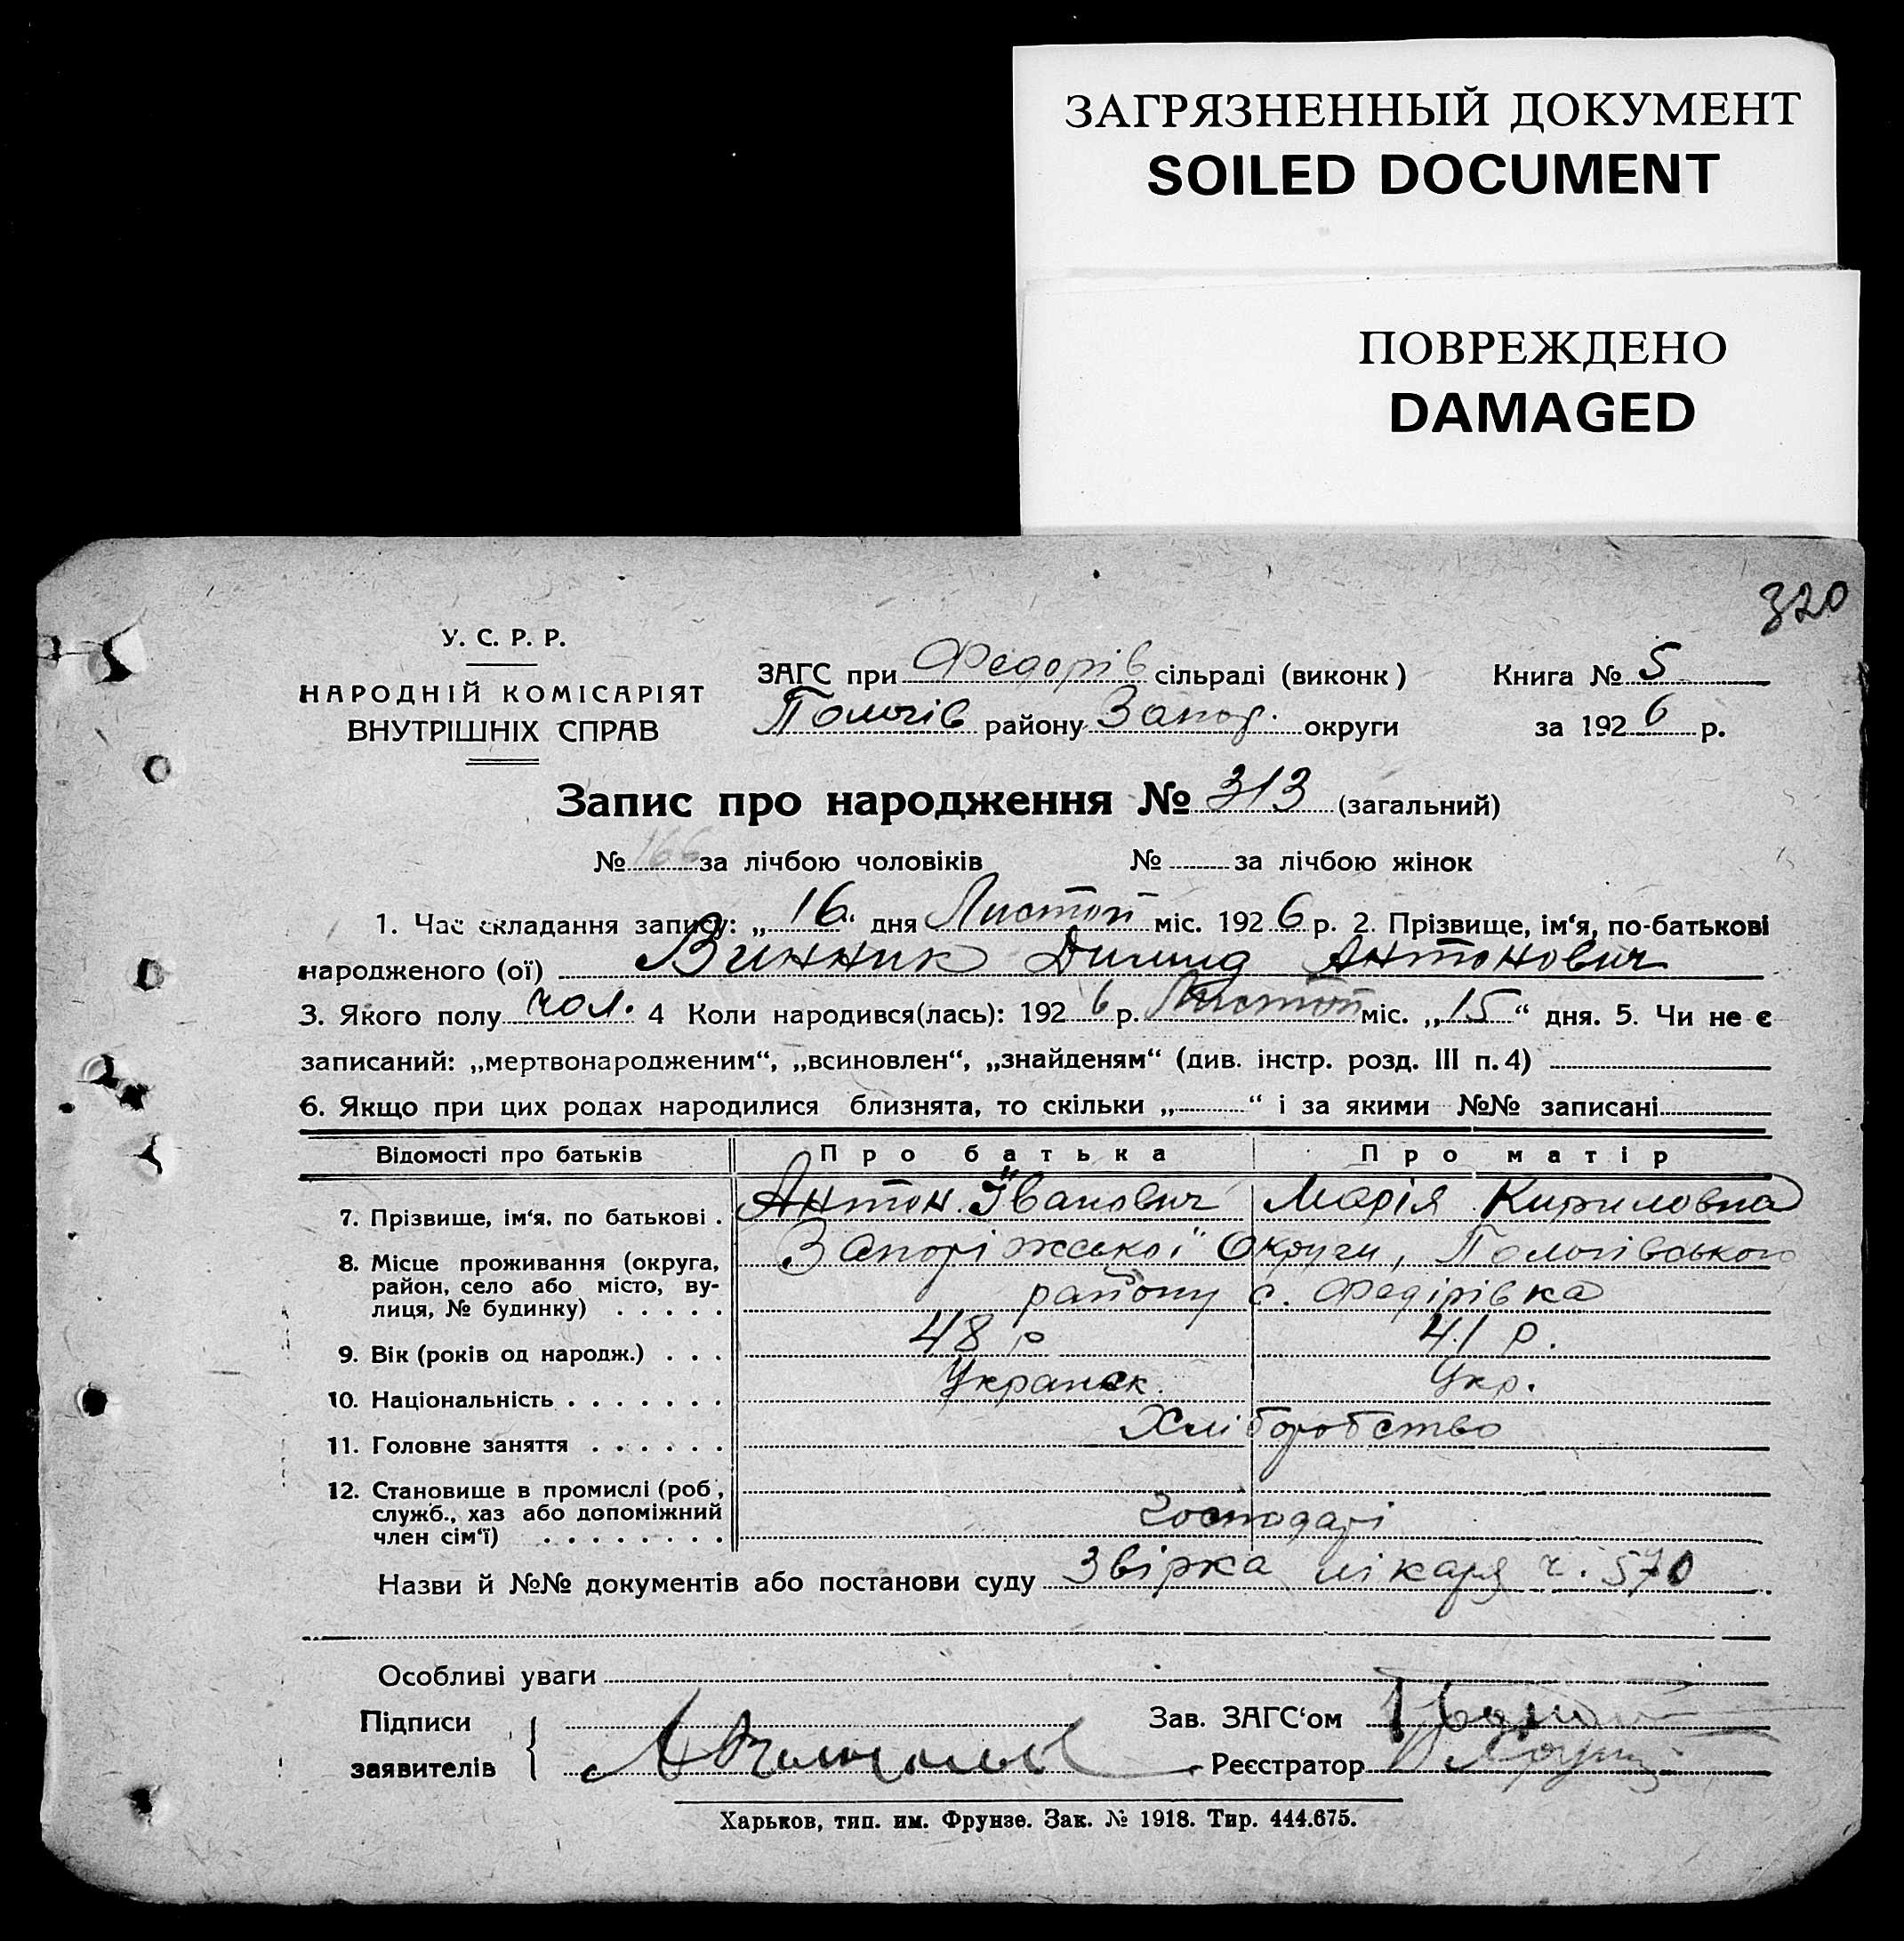 ЗАГРЯЗНЕННЫЙ ДОКУМЕНТ
SOILED DOCUMENT
ПОВРЕЖДЕНО
DAMAGED
320
У. С. Р. Р.
НАРОДНІЙ КОМІСАРІЯТ
ВНУТРІШНІХ СПРАВ
ЗАГС при Федорів сільраді (виконк)
Пологів району Запор. округи
Книга № 5
за 1926 р.
Запис про народження № 313 (загальний)
№ 166 за лічбою чоловіків № за лічбою жінок
1. Час складання запису: „16“ дня Листоп міс. 1926 р. 2. Прізвище, ім‘я, по-батькові
народженого (ої) Винник Антонович
3. Якого полу чол. 4 Коли народився(лась): 1926 р. Листоп міс. „15“ дня. 5. Чи не є
записаний: „мертвонародженим“, „всиновлен“, „знайденям“ (див. інстр. розд. III п. 4)
6. Якщо при цих родах народилися близнята, то скільки „ “ і за якими №№ записані
Відомості про батьків Про батька Про матір
7. Прізвище, ім‘я, по батькові . Антон Іванович Марія Кириловна
8. Місце проживання (округа, Запоріжської Округи, Пологівського
район, село або місто, ву- району с. Федірівка
лиця, № будинку) . . . . .
9. Вік (років од народж.) . . . 48 р 41 р.
10. Національність . . . . . . . Украінск. Укр.
11. Головне заняття . . . . . . Хліборобство
12. Становище в промислі (роб,
служб., хаз або допоміжний Господарі
член сім‘ї) . . . . . . . .
Назви й №№ документів або постанови суду Звірка лікаря ч. 570
Особливі уваги
Підписи Зав. ЗАГС‘ом
заявителів Реєстратор
Харьков, тип. им. Фрунзе. Зак. № 1918. Тир. 444.675.